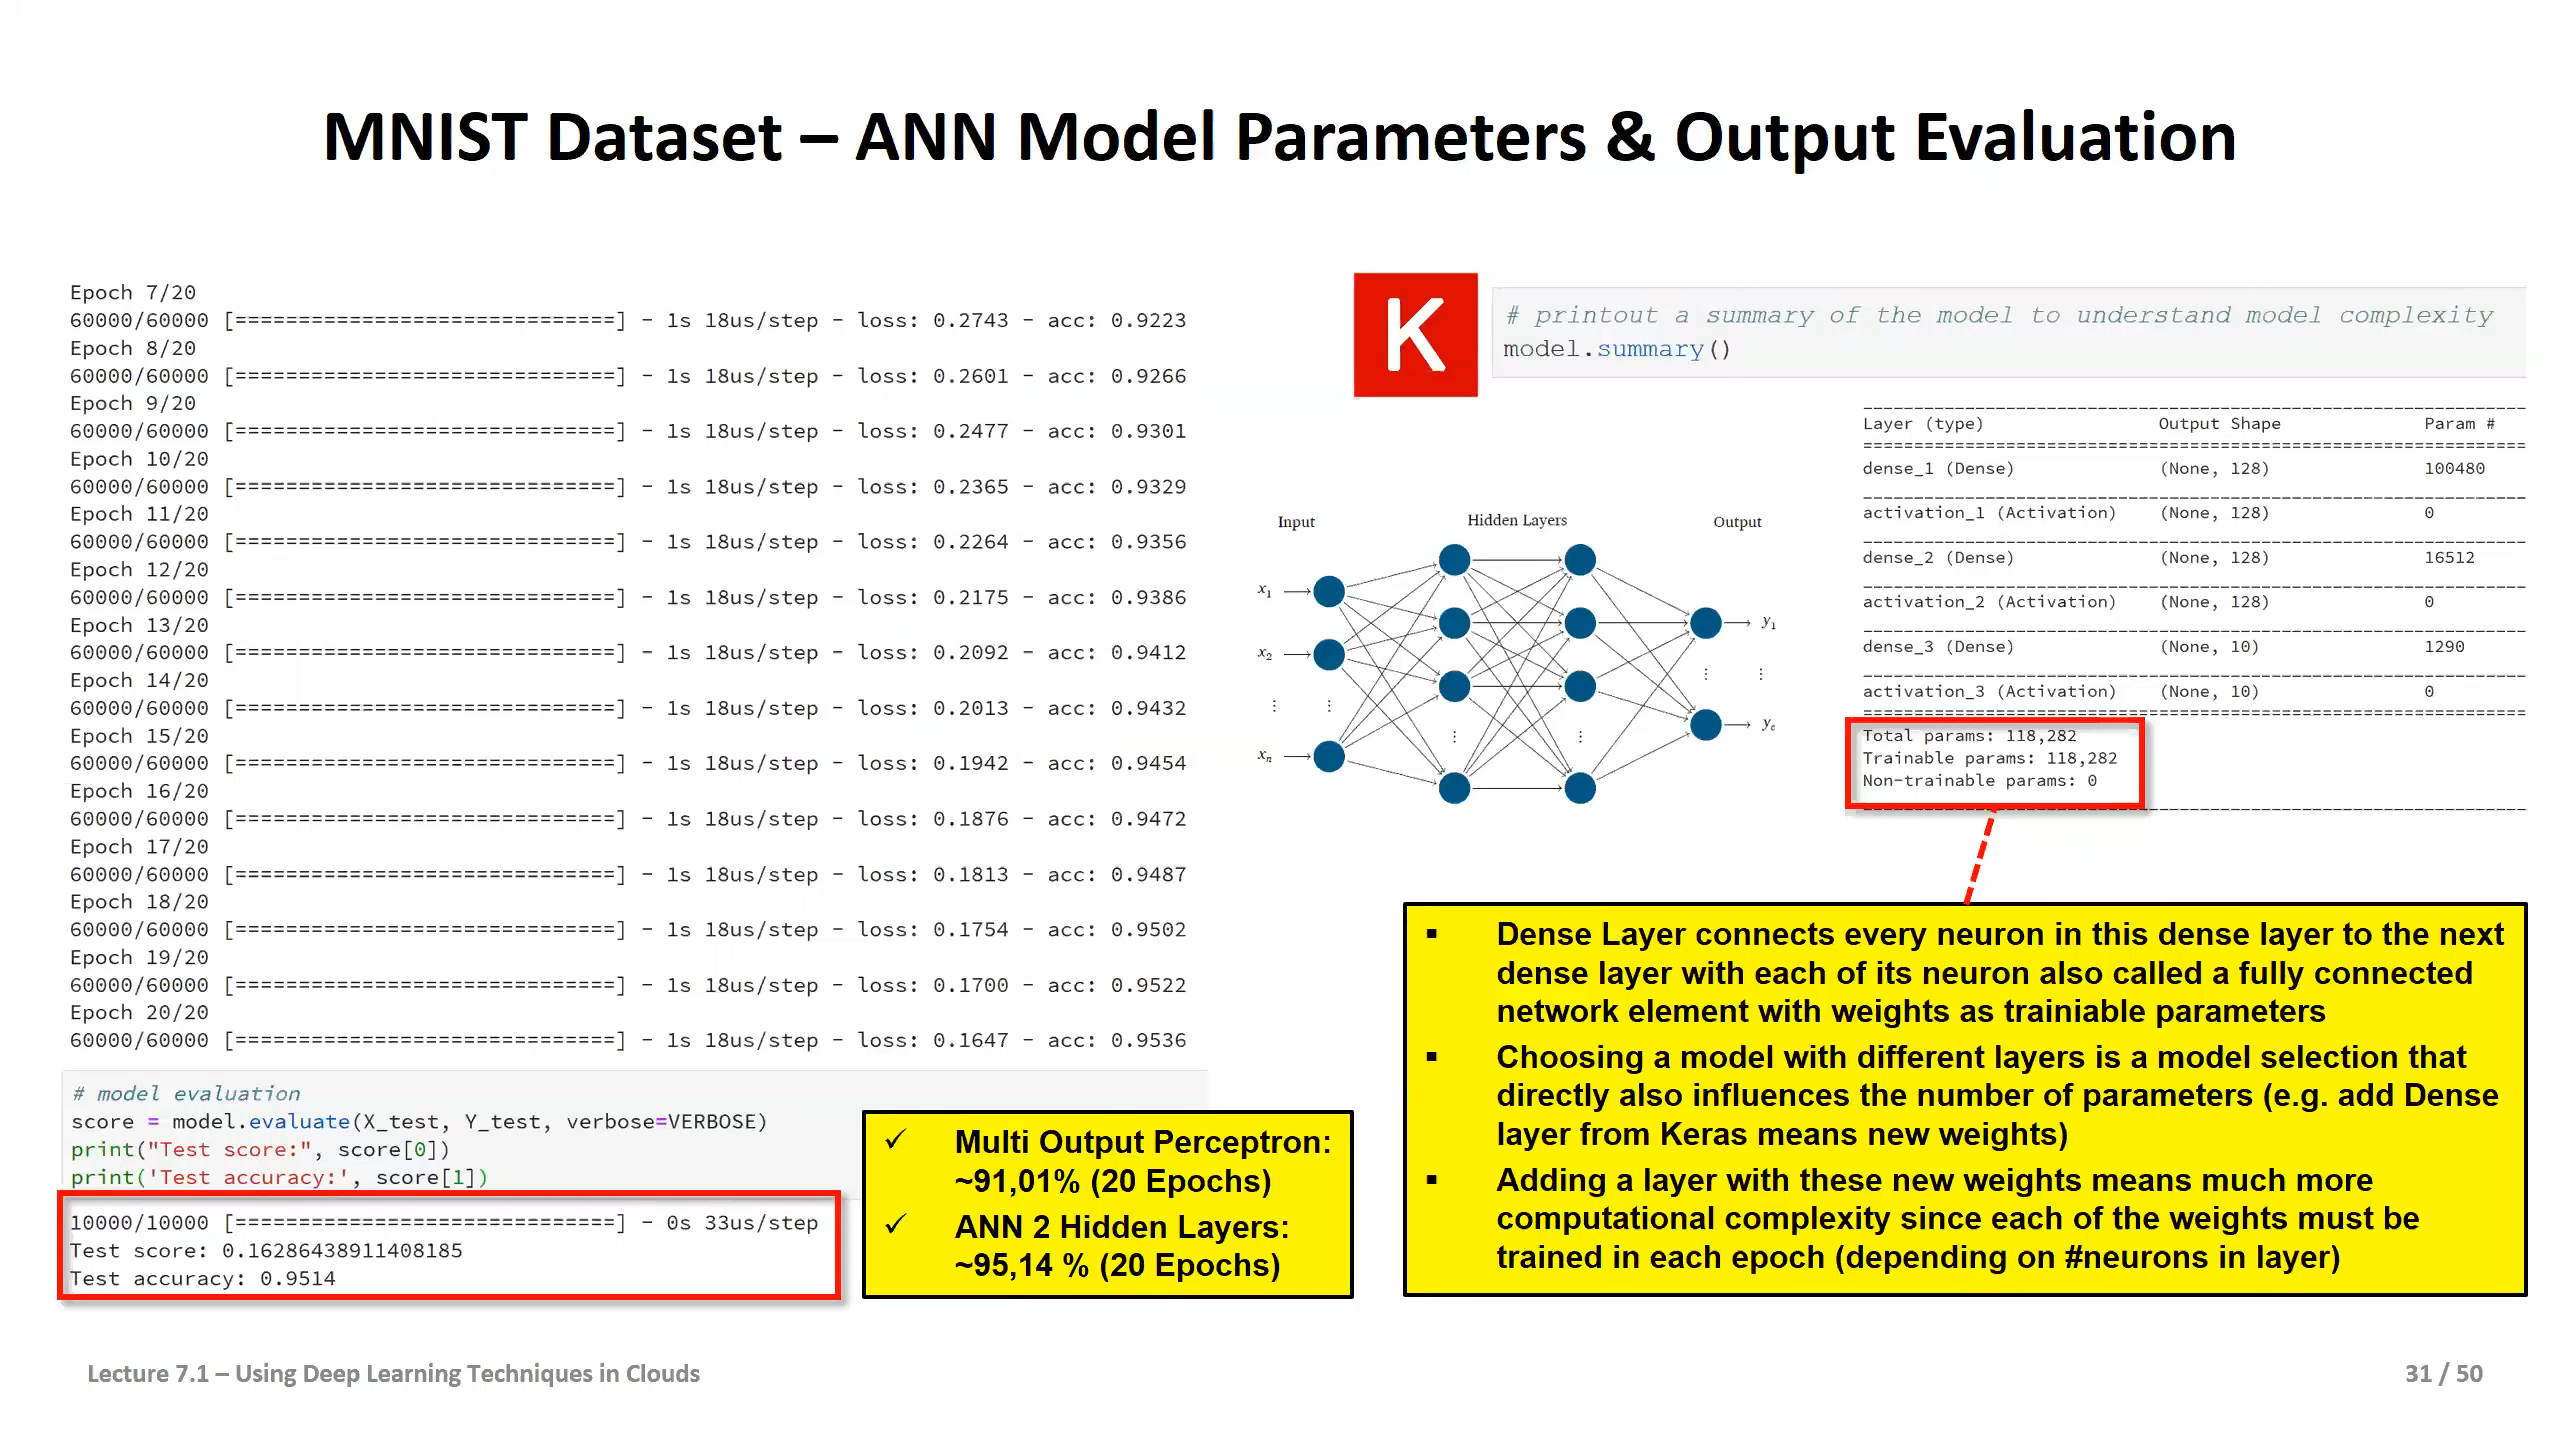 MNIST Dataset – ANN Model Parameters & Output Evaluation
Epoch 7/20
60000/60000 [==============================] - 1s 18us/step - loss: 0.2743 - acc: 0.9223
Epoch 8/20
60000/60000 [==============================] - 1s 18us/step - loss: 0.2601 - acc: 0.9266
Epoch 9/20
60000/60000 [==============================] - 1s 18us/step - loss: 0.2477 - acc: 0.9301
Epoch 10/20
60000/60000 [==============================] - 1s 18us/step - loss: 0.2365 - acc: 0.9329
Epoch 11/20
60000/60000 [==============================] - 1s 18us/step - loss: 0.2264 - acc: 0.9356
Epoch 12/20
60000/60000 [==============================] - 1s 18us/step - loss: 0.2175 - acc: 0.9386
Epoch 13/20
60000/60000 [==============================] - 1s 18us/step - loss: 0.2092 - acc: 0.9412
Epoch 14/20
60000/60000 [==============================] - 1s 18us/step - loss: 0.2013 - acc: 0.9432
Epoch 15/20
60000/60000 [==============================] - 1s 18us/step - loss: 0.1942 - acc: 0.9454
Epoch 16/20
60000/60000 [==============================] - 1s 18us/step - loss: 0.1876 - acc: 0.9472
Epoch 17/20
60000/60000 [==============================] - 1s 18us/step - loss: 0.1813 - acc: 0.9487
Epoch 18/20
60000/60000 [==============================] - 1s 18us/step - loss: 0.1754 - acc: 0.9502
Epoch 19/20
60000/60000 [==============================] - 1s 18us/step - loss: 0.1700 - acc: 0.9522
Epoch 20/20
60000/60000 [==============================] - 1s 18us/step - loss: 0.1647 - acc: 0.9536
# model evaluation
score = model.evaluate(X_test, Y_test, verbose=VERBOSE)
print("Test score:", score[0])
print('Test accuracy:', score[1])
10000/10000 [==============================] - 0s 33us/step
Test score: 0.16286438911408185
Test accuracy: 0.9514
✓ Multi Output Perceptron:
~91,01% (20 Epochs)
✓ ANN 2 Hidden Layers:
~95,14 % (20 Epochs)
K
# printout a summary of the model to understand model complexity
model.summary()
Input Hidden Layers Output
x1
x2
⋮
xn
y1
⋮
yc
Layer (type) Output Shape Param #
dense_1 (Dense) (None, 128) 100480
activation_1 (Activation) (None, 128) 0
dense_2 (Dense) (None, 128) 16512
activation_2 (Activation) (None, 128) 0
dense_3 (Dense) (None, 10) 1290
activation_3 (Activation) (None, 10) 0
Total params: 118,282
Trainable params: 118,282
Non-trainable params: 0
▪ Dense Layer connects every neuron in this dense layer to the next
dense layer with each of its neuron also called a fully connected
network element with weights as trainiable parameters
▪ Choosing a model with different layers is a model selection that
directly also influences the number of parameters (e.g. add Dense
layer from Keras means new weights)
▪ Adding a layer with these new weights means much more
computational complexity since each of the weights must be
trained in each epoch (depending on #neurons in layer)
Lecture 7.1 – Using Deep Learning Techniques in Clouds
31 / 50